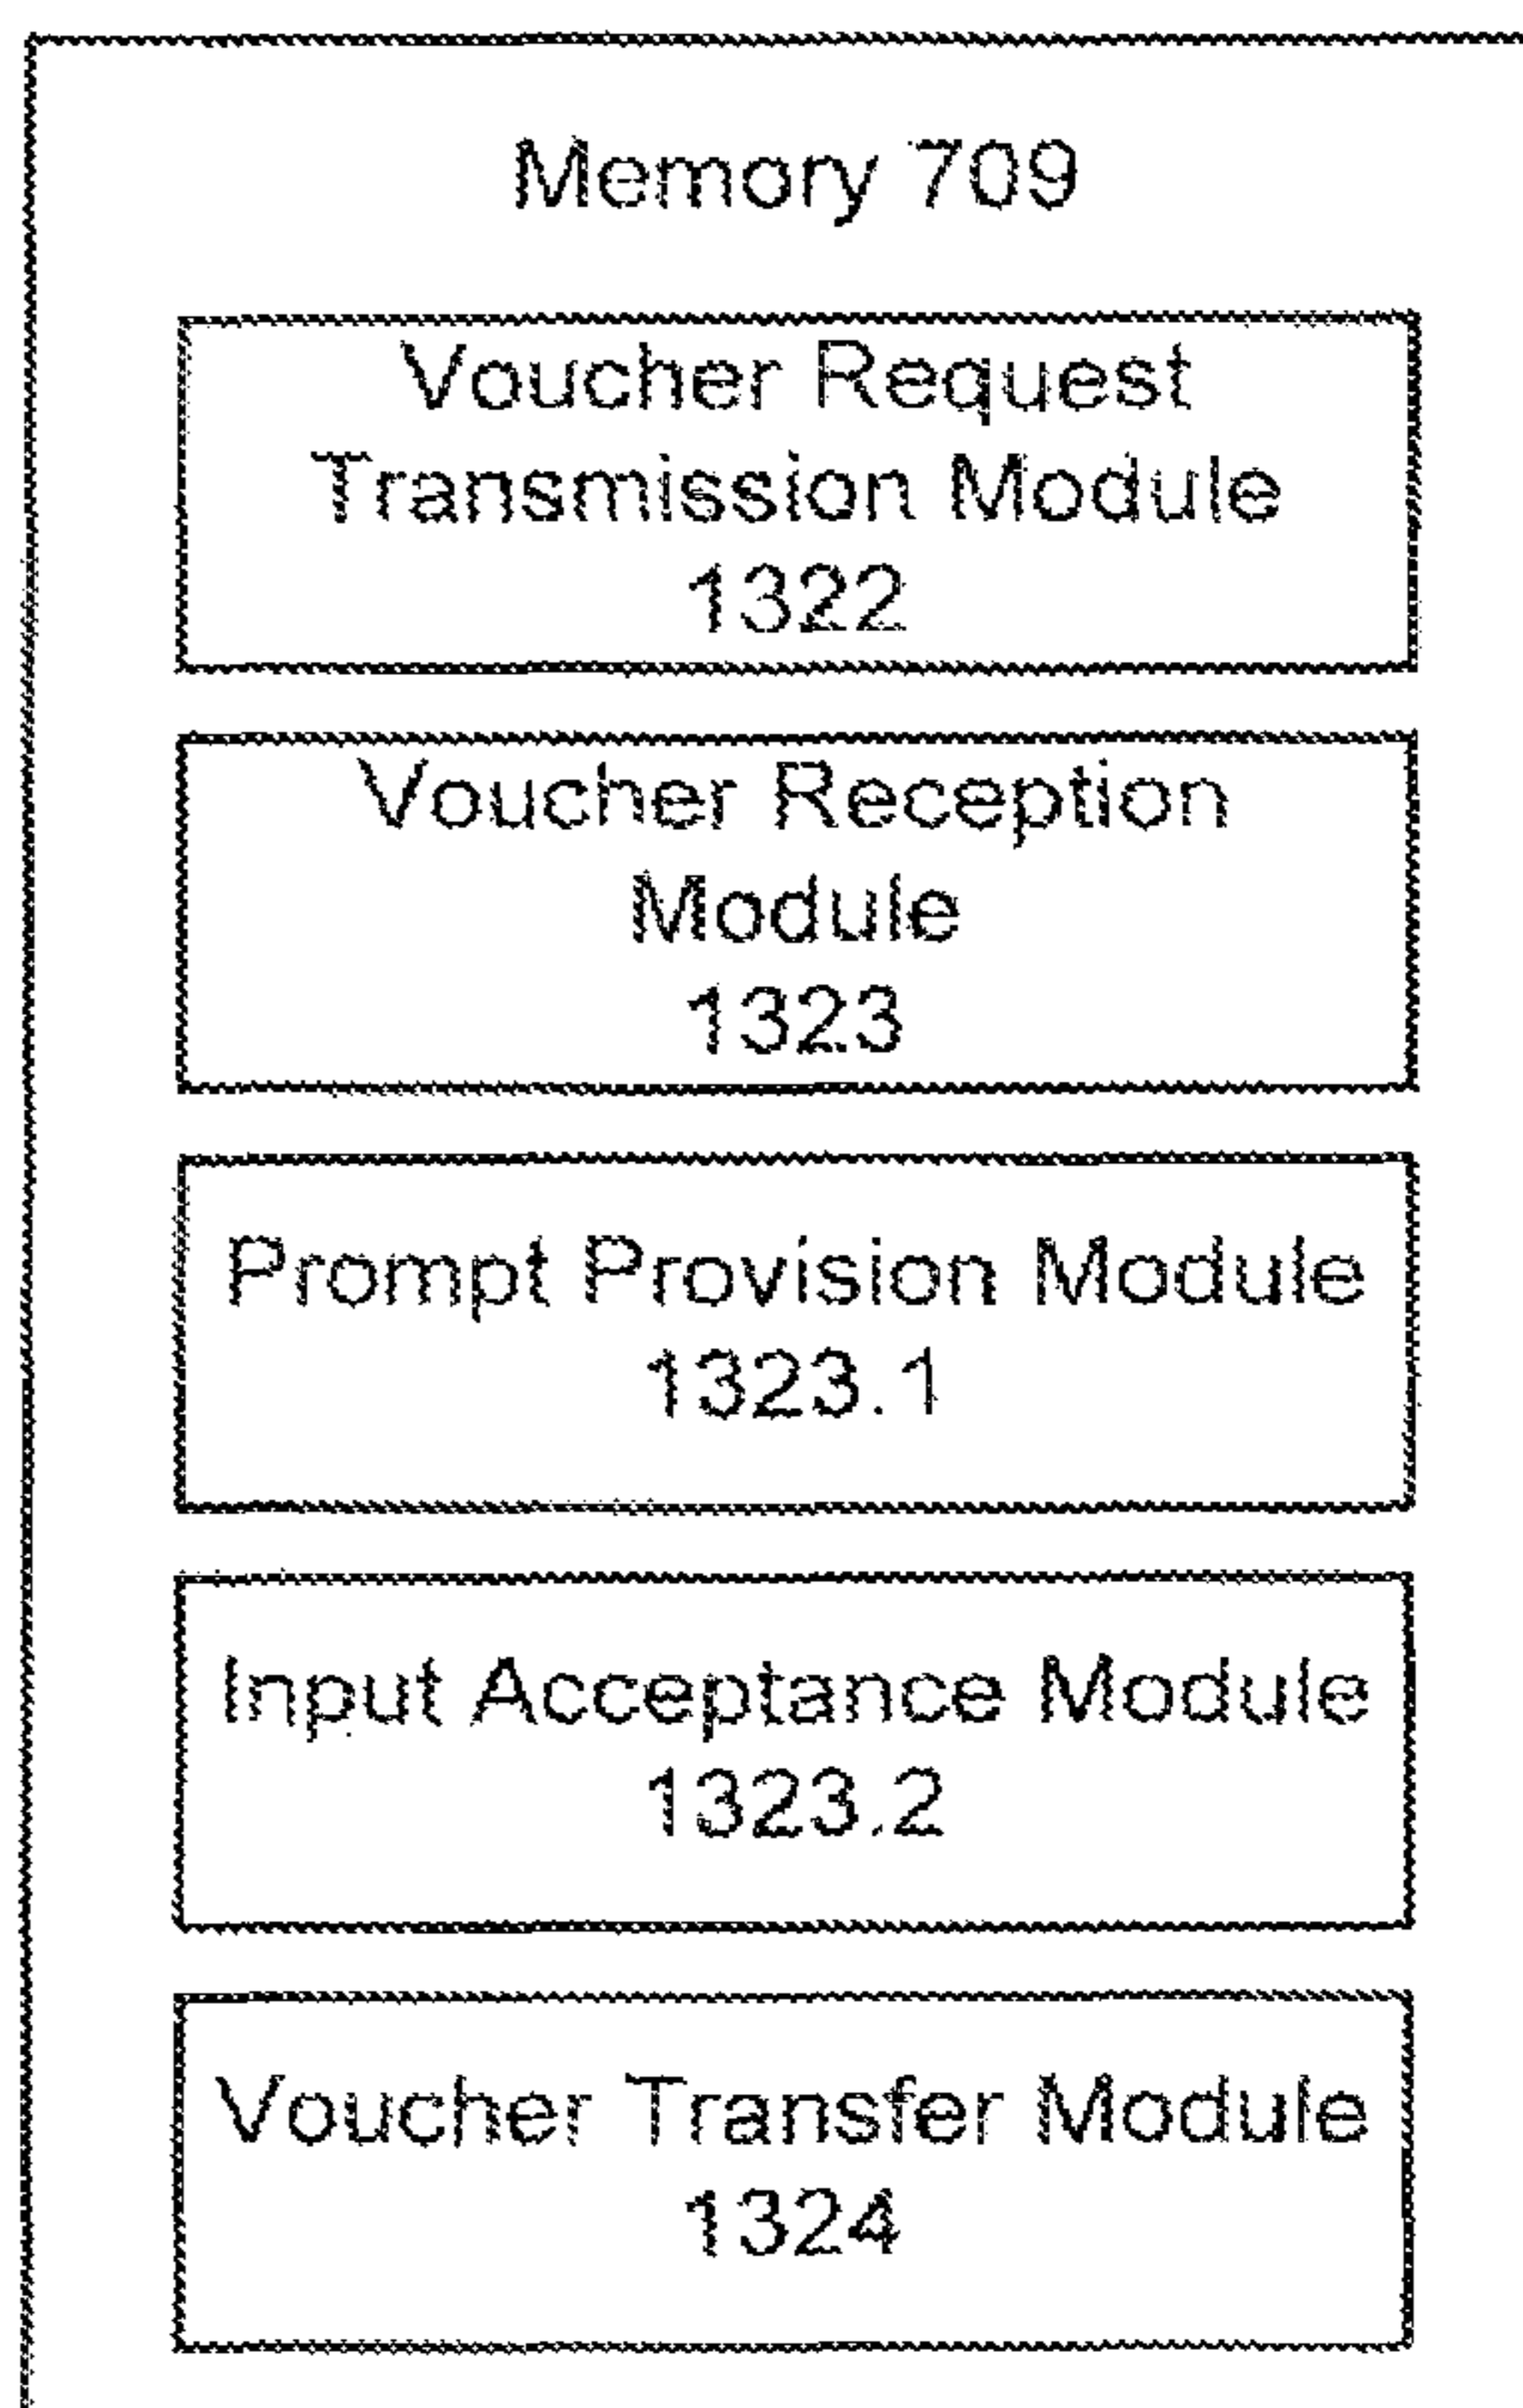 Memory 709
Voucher Request
Transmission Module
1322
Voucher Reception
Module
1323
Prompt Provision Module
1323.1
Input Acceptance Module
1323.2
Voucher Transfer Module
1324